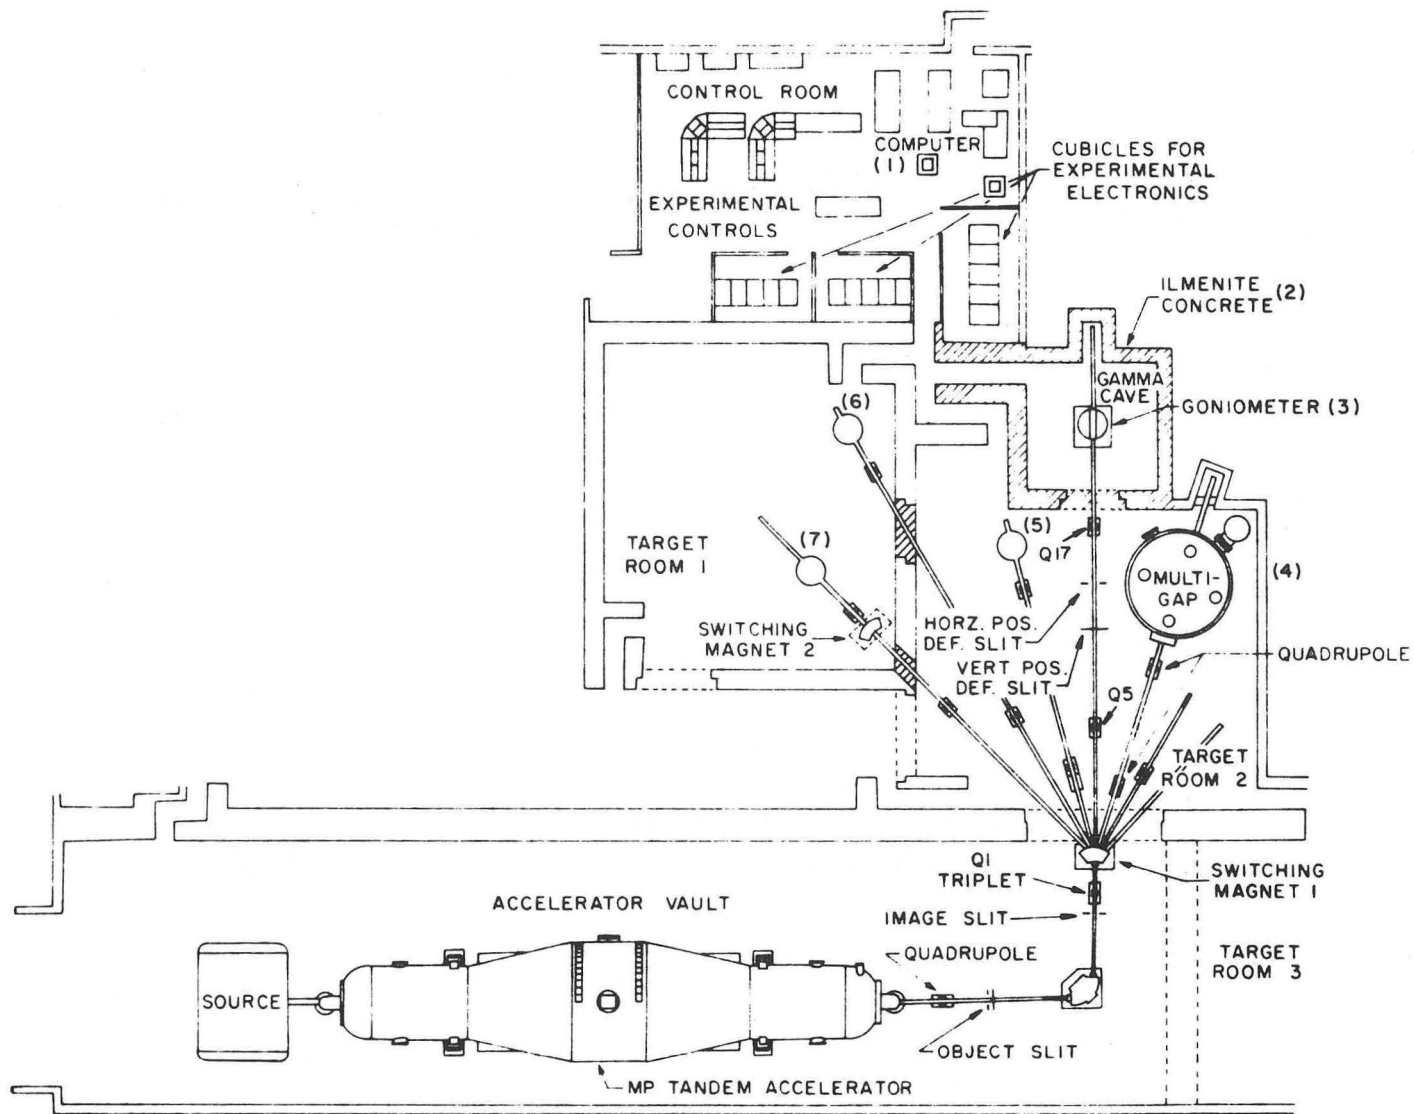 CONTROL ROOM
COMPUTER
(1)
CUBICLES FOR
EXPERIMENTAL
ELECTRONICS
EXPERIMENTAL
CONTROLS
ILMENITE
CONCRETE (2)
GAMMA
CAVE
GONIOMETER (3)
(6)
(5)
Q17
(7)
TARGET
ROOM 1
MULTI-
GAP
(4)
HORZ. POS.
DEF. SLIT
SWITCHING
MAGNET 2
VERT POS.
DEF. SLIT
QUADRUPOLE
Q5
TARGET
ROOM 2
Q1
TRIPLET
SWITCHING
MAGNET 1
IMAGE SLIT
ACCELERATOR VAULT
QUADRUPOLE
TARGET
ROOM 3
SOURCE
OBJECT SLIT
MP TANDEM ACCELERATOR